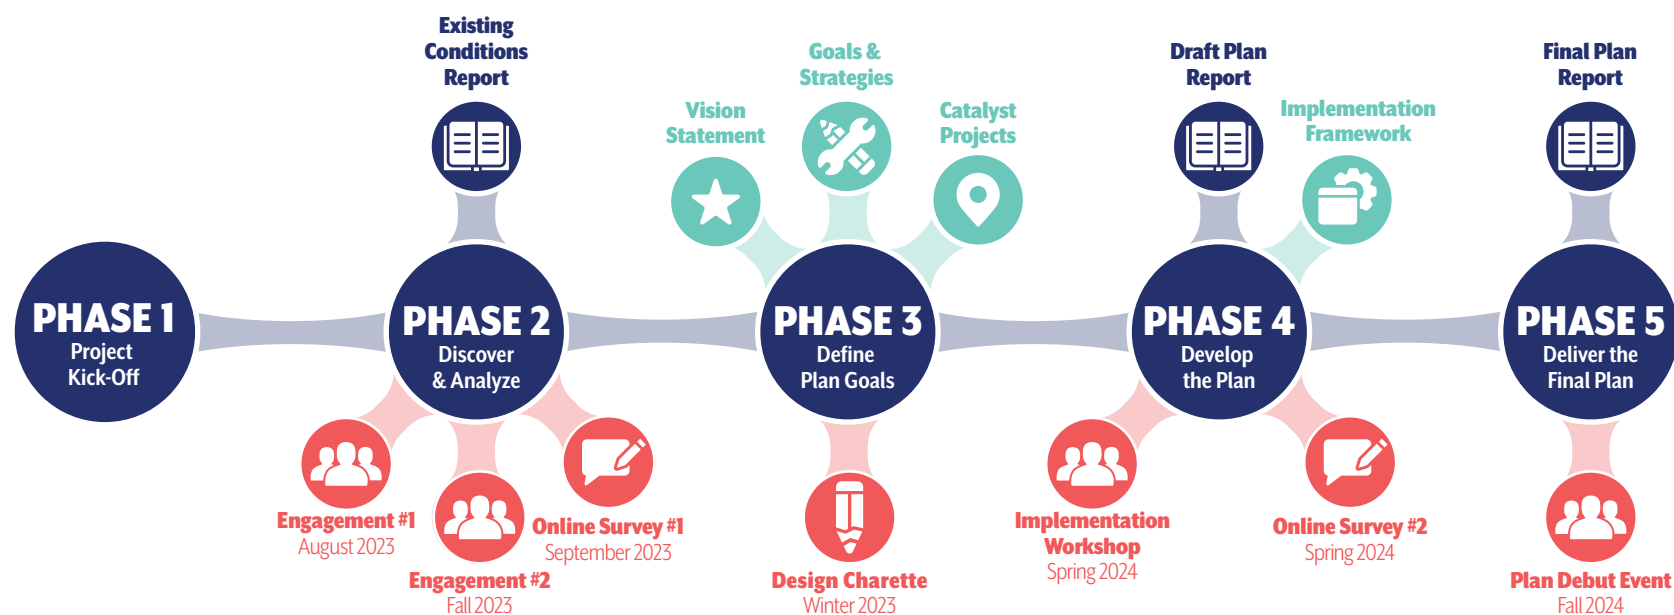 Existing
Conditions
Report
Vision
Statement
Goals &
Strategies
Catalyst
Projects
Draft Plan
Report
Implementation
Framework
Final Plan
Report
PHASE 1
Project
Kick-Off
PHASE 2
Discover
& Analyze
PHASE 3
Define
Plan Goals
PHASE 4
Develop
the Plan
PHASE 5
Deliver the
Final Plan
Engagement #1
August 2023
Engagement #2
Fall 2023
Online Survey #1
September 2023
Design Charette
Winter 2023
Implementation
Workshop
Spring 2024
Online Survey #2
Spring 2024
Plan Debut Event
Fall 2024